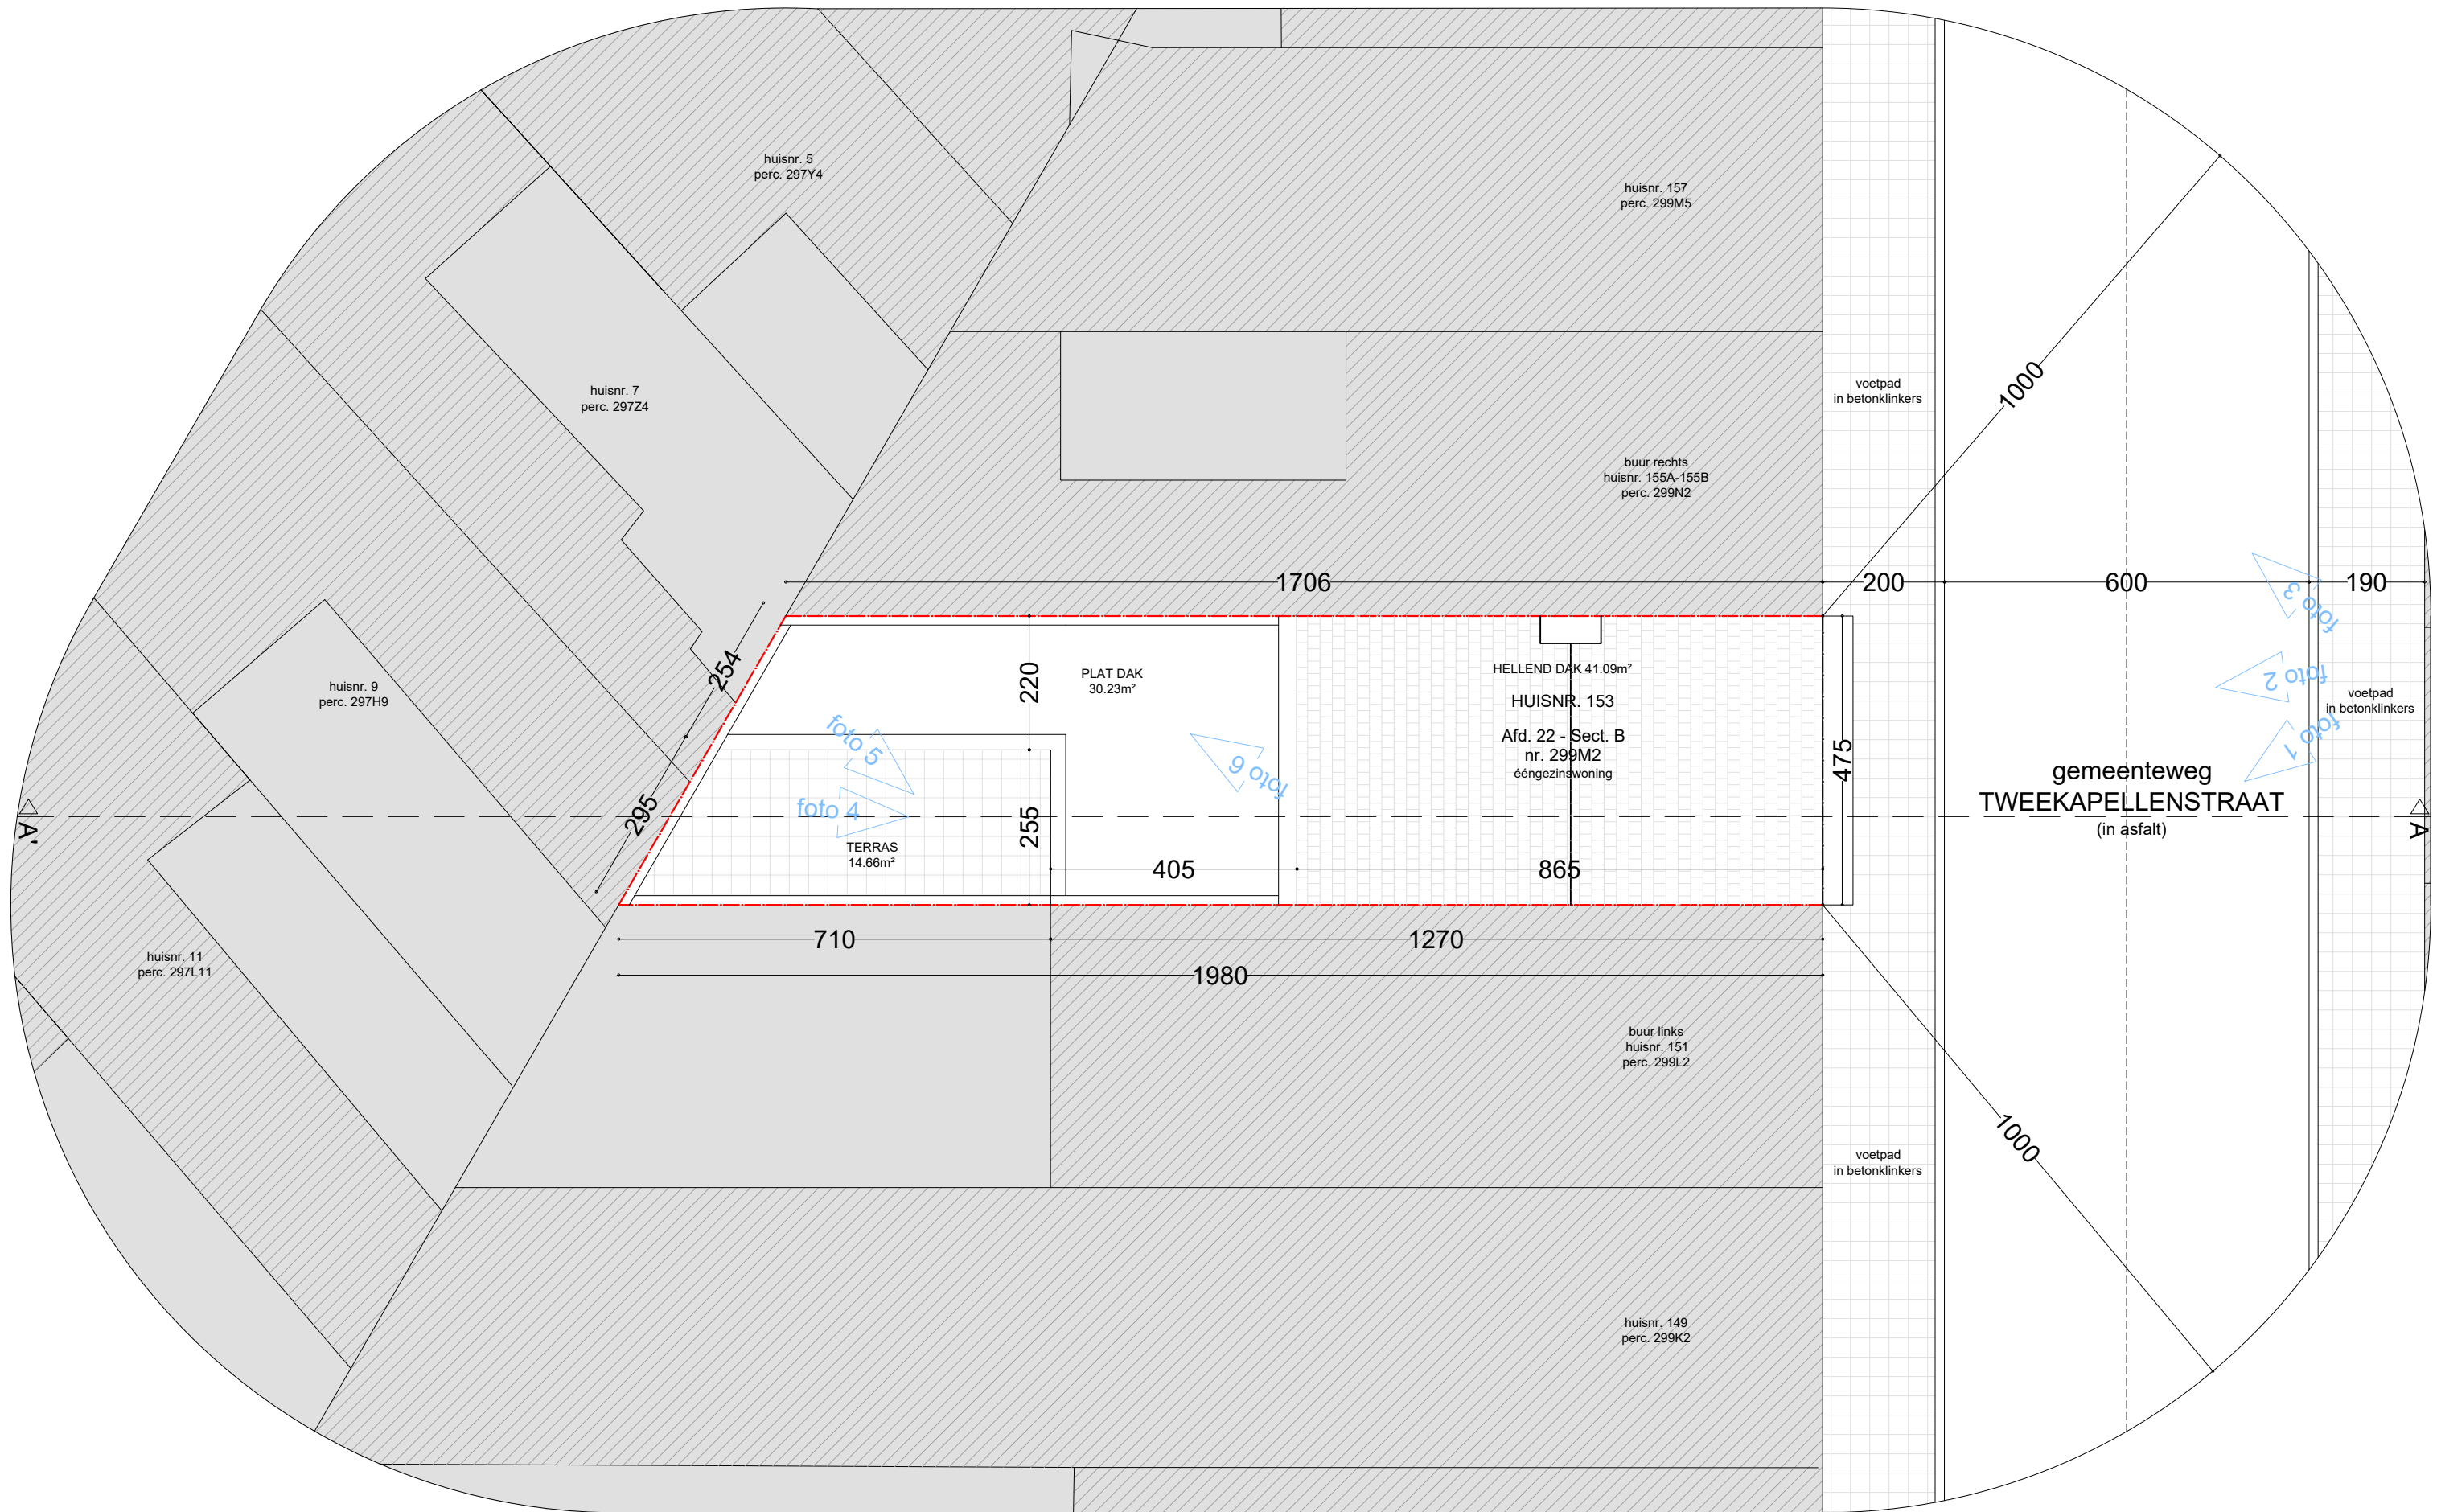 huisnr. 5
perc. 297Y4
huisnr. 157
perc. 299M5
huisnr. 7
perc. 297Z4
voetpad
in betonklinkers
1000
buur rechts
huisnr. 155A-155B
perc. 299N2
1706
200
600
190
foto 3
254
220
PLAT DAK
30.23m²
HELLEND DAK 41.09m²
HUISNR. 153
Afd. 22 - Sect. B
nr. 299M2
ééngezinswoning
475
foto 2
voetpad
in betonklinkers
foto 1
huisnr. 9
perc. 297H9
foto 5
foto 6
foto 4
295
255
TERRAS
14.66m²
405
865
gemeenteweg
TWEEKAPELLENSTRAAT
(in asfalt)
A'
A
710
1270
1980
huisnr. 11
perc. 297L11
buur links
huisnr. 151
perc. 299L2
1000
voetpad
in betonklinkers
huisnr. 149
perc. 299K2